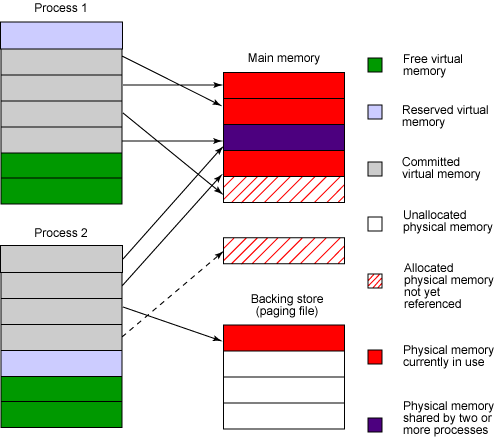 Process 1
Main memory
Process 2
Backing store
(paging file)
Free virtual
memory
Reserved virtual
memory
Committed
virtual memory
Unallocated
physical memory
Allocated
physical memory
not yet
referenced
Physical memory
currently in use
Physical memory
shared by two or
more processes